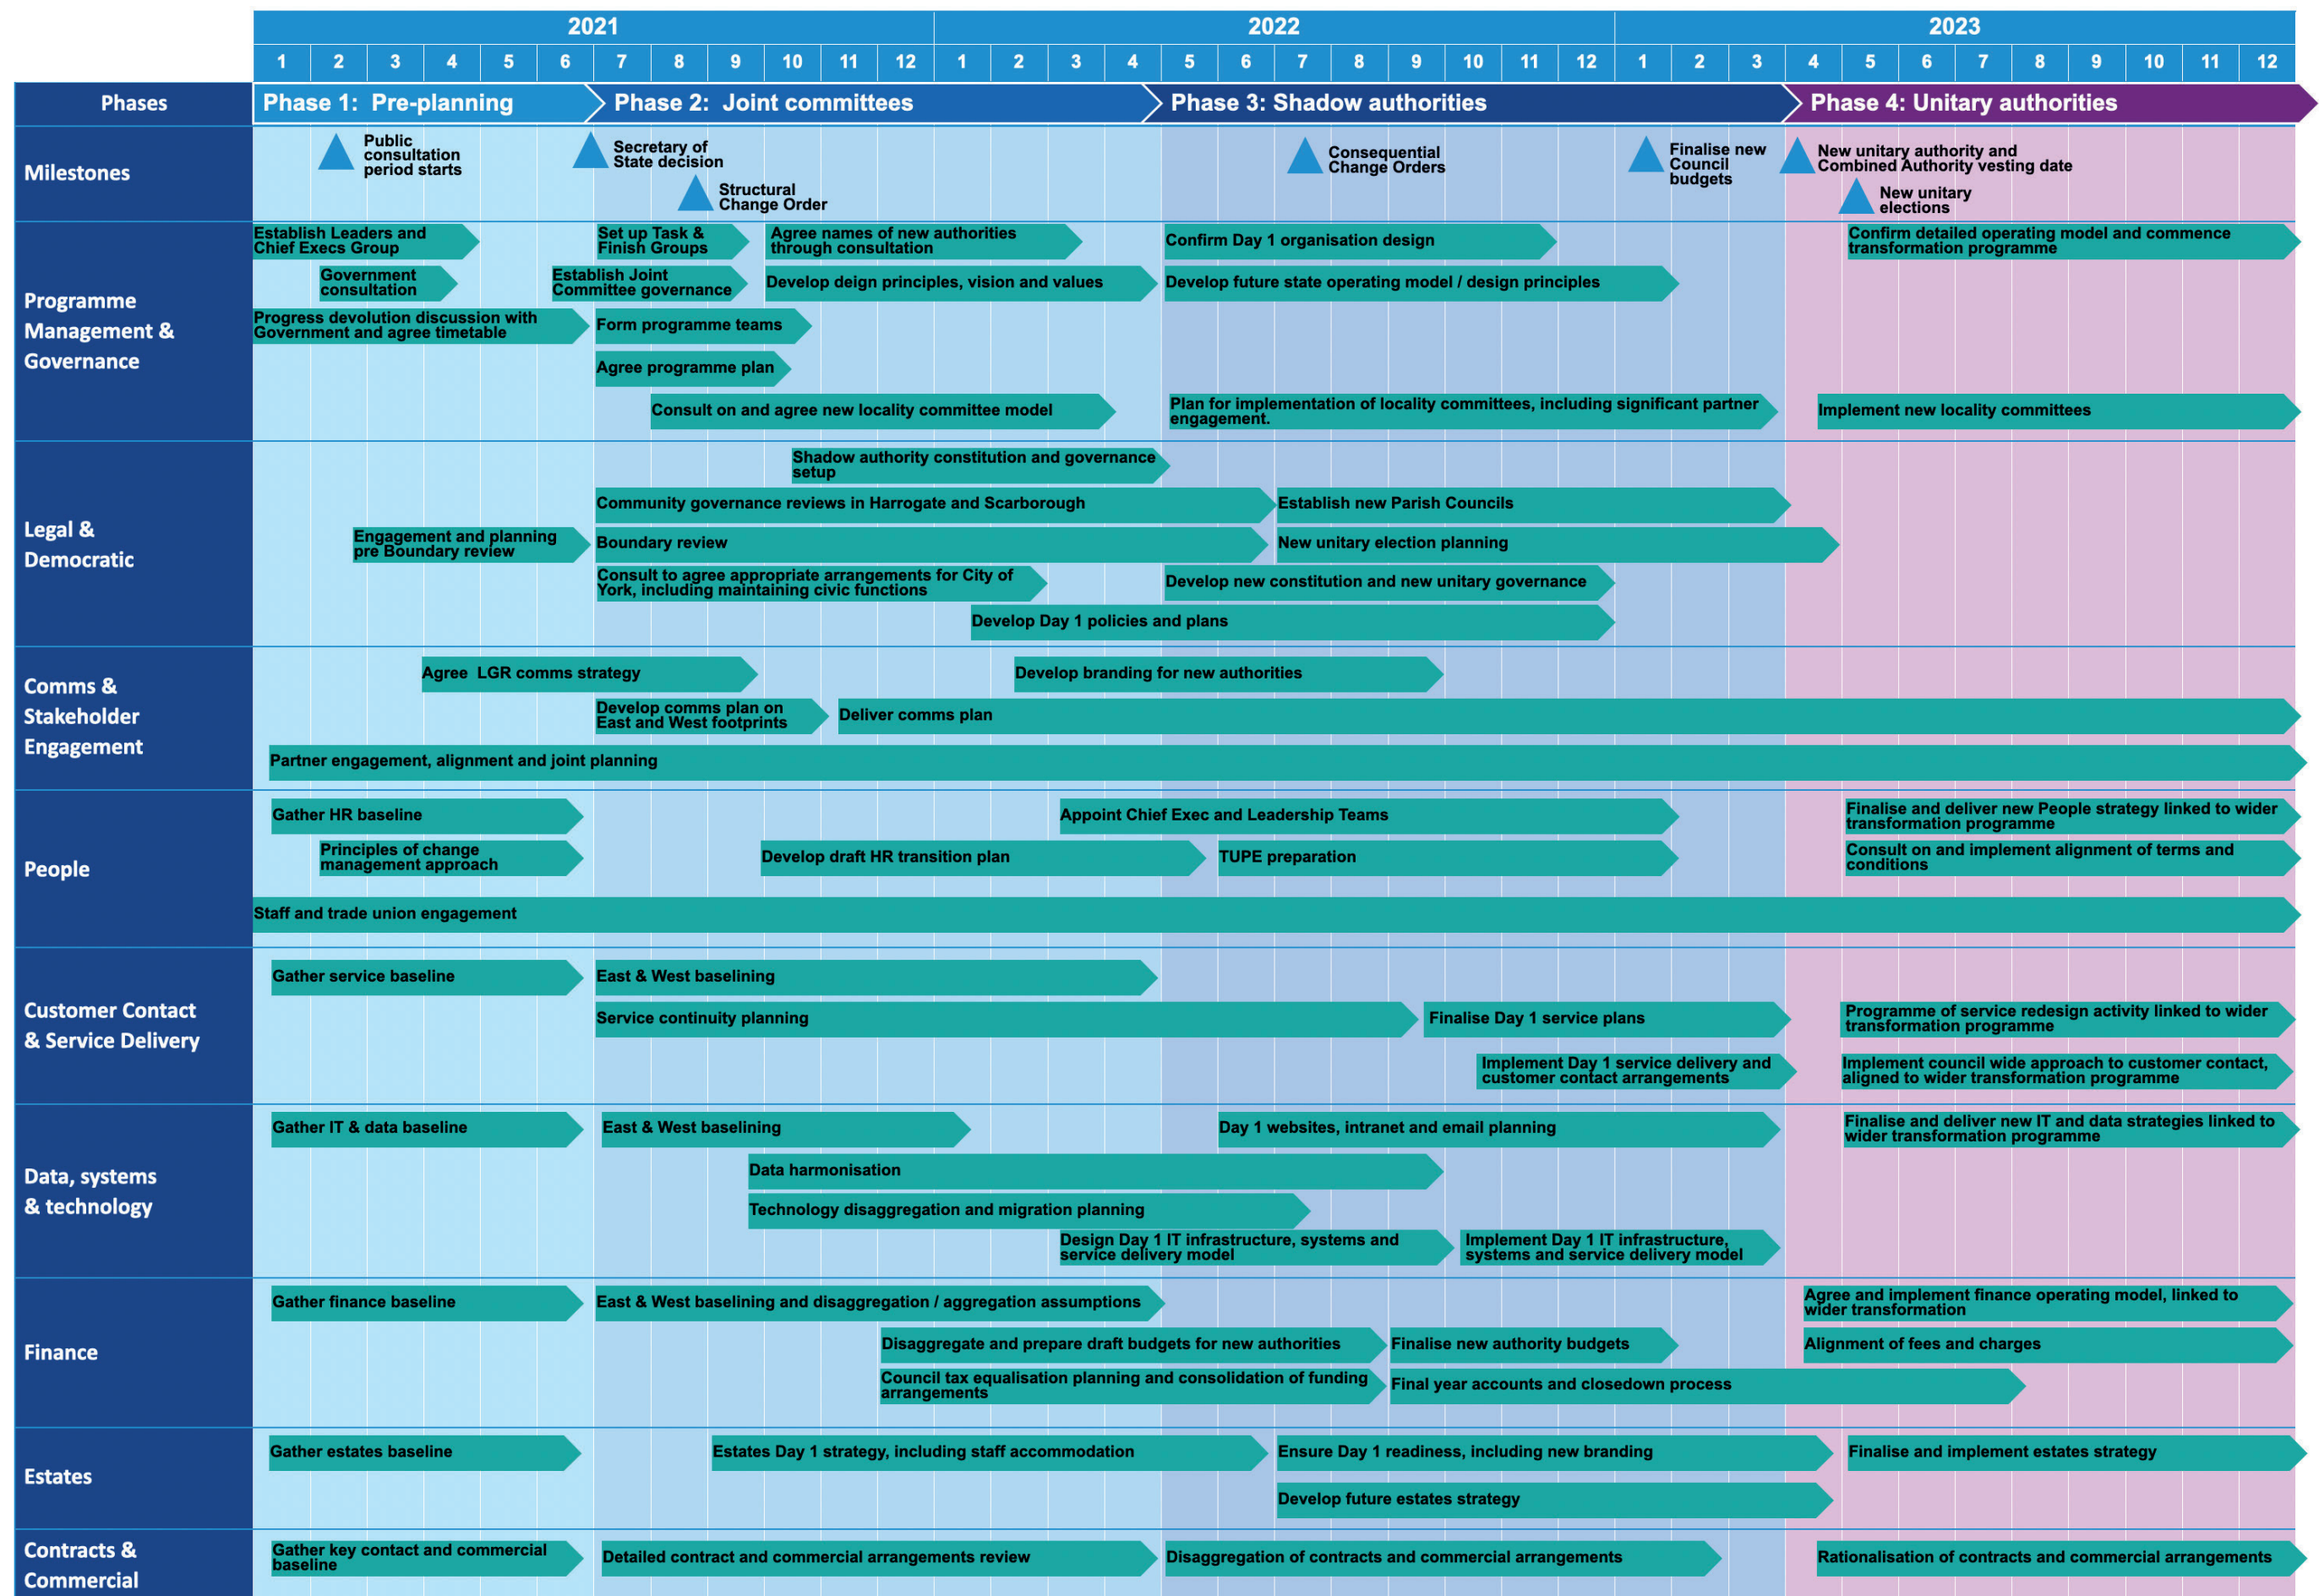 2021 2022 2023
1 2 3 4 5 6 7 8 9 10 11 12 1 2 3 4 5 6 7 8 9 10 11 12 1 2 3 4 5 6 7 8 9 10 11 12
Phases
Phase 1: Pre-planning
Phase 2: Joint committees
Phase 3: Shadow authorities
Phase 4: Unitary authorities
Milestones
Public
consultation
period starts
Secretary of
State decision
Structural
Change Order
Consequential
Change Orders
Finalise new
Council
budgets
New unitary authority and
Combined Authority vesting date
New unitary
elections
Programme
Management &
Governance
Establish Leaders and
Chief Execs Group
Set up Task &
Finish Groups
Agree names of new authorities
through consultation
Confirm Day 1 organisation design
Confirm detailed operating model and commence
transformation programme
Government
consultation
Establish Joint
Committee governance
Develop deign principles, vision and values
Develop future state operating model / design principles
Progress devolution discussion with
Government and agree timetable
Form programme teams
Agree programme plan
Consult on and agree new locality committee model
Plan for implementation of locality committees, including significant partner
engagement.
Implement new locality committees
Legal &
Democratic
Shadow authority constitution and governance
setup
Community governance reviews in Harrogate and Scarborough
Establish new Parish Councils
Engagement and planning
pre Boundary review
Boundary review
New unitary election planning
Consult to agree appropriate arrangements for City of
York, including maintaining civic functions
Develop new constitution and new unitary governance
Develop Day 1 policies and plans
Comms &
Stakeholder
Engagement
Agree LGR comms strategy
Develop branding for new authorities
Develop comms plan on
East and West footprints
Deliver comms plan
Partner engagement, alignment and joint planning
People
Gather HR baseline
Appoint Chief Exec and Leadership Teams
Finalise and deliver new People strategy linked to wider
transformation programme
Principles of change
management approach
Develop draft HR transition plan
TUPE preparation
Consult on and implement alignment of terms and
conditions
Staff and trade union engagement
Customer Contact
& Service Delivery
Gather service baseline
East & West baselining
Service continuity planning
Finalise Day 1 service plans
Programme of service redesign activity linked to wider
transformation programme
Implement Day 1 service delivery and
customer contact arrangements
Implement council wide approach to customer contact,
aligned to wider transformation programme
Data, systems
& technology
Gather IT & data baseline
East & West baselining
Day 1 websites, intranet and email planning
Finalise and deliver new IT and data strategies linked to
wider transformation programme
Data harmonisation
Technology disaggregation and migration planning
Design Day 1 IT infrastructure, systems and
service delivery model
Implement Day 1 IT infrastructure,
systems and service delivery model
Finance
Gather finance baseline
East & West baselining and disaggregation / aggregation assumptions
Agree and implement finance operating model, linked to
wider transformation
Disaggregate and prepare draft budgets for new authorities
Finalise new authority budgets
Alignment of fees and charges
Council tax equalisation planning and consolidation of funding
arrangements
Final year accounts and closedown process
Estates
Gather estates baseline
Estates Day 1 strategy, including staff accommodation
Ensure Day 1 readiness, including new branding
Finalise and implement estates strategy
Develop future estates strategy
Contracts &
Commercial
Gather key contact and commercial
baseline
Detailed contract and commercial arrangements review
Disaggregation of contracts and commercial arrangements
Rationalisation of contracts and commercial arrangements